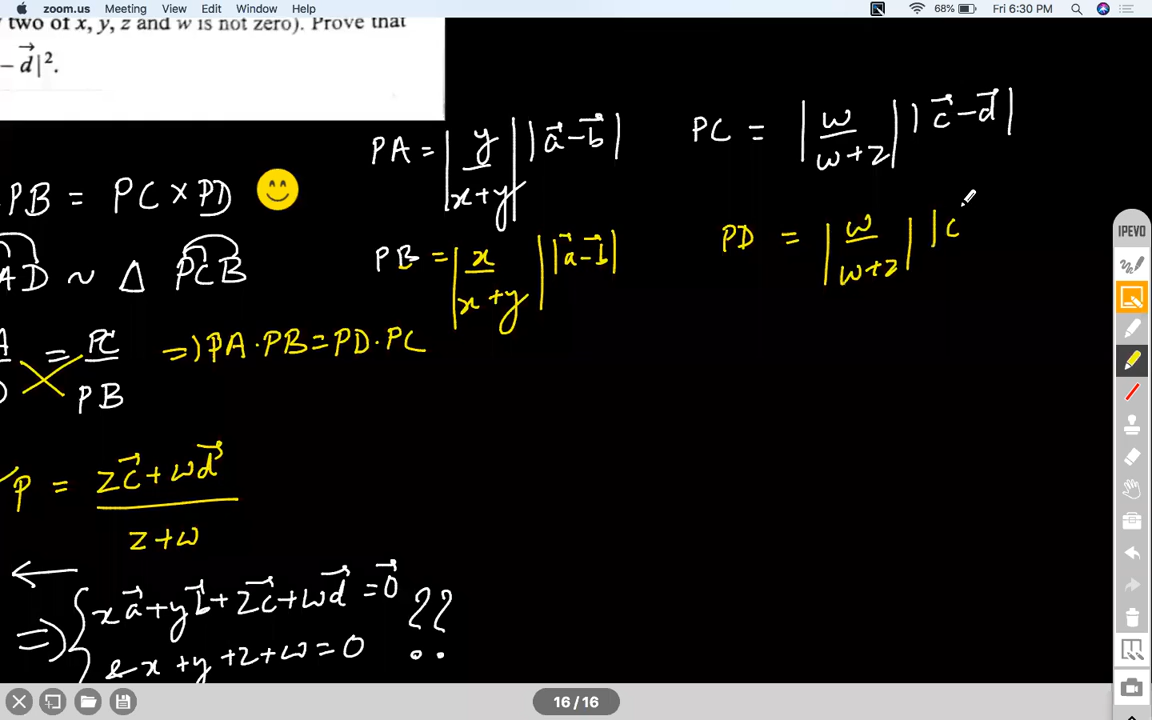 zoom.us Meeting View Edit Window Help 68% Fri 6:30 PM
two of x, y, z and w is not zero). Prove that
– d⃗|².
PA = |y/(x+y)| |a⃗–b⃗|
PC = |w/(w+z)| |c⃗–d⃗|
PB = PC × PD
PB = |x/(x+y)| |a⃗–b⃗|
PD = |w/(w+z)| |c
AD ~ Δ PCB
= PC/PB ⇒ PA·PB = PD·PC
P = (zc⃗+wd⃗)/(z+w)
⇒ { xa⃗+yb⃗+zc⃗+wd⃗ = 0⃗ ??
& x+y+z+w = 0
IPEVO
16 / 16